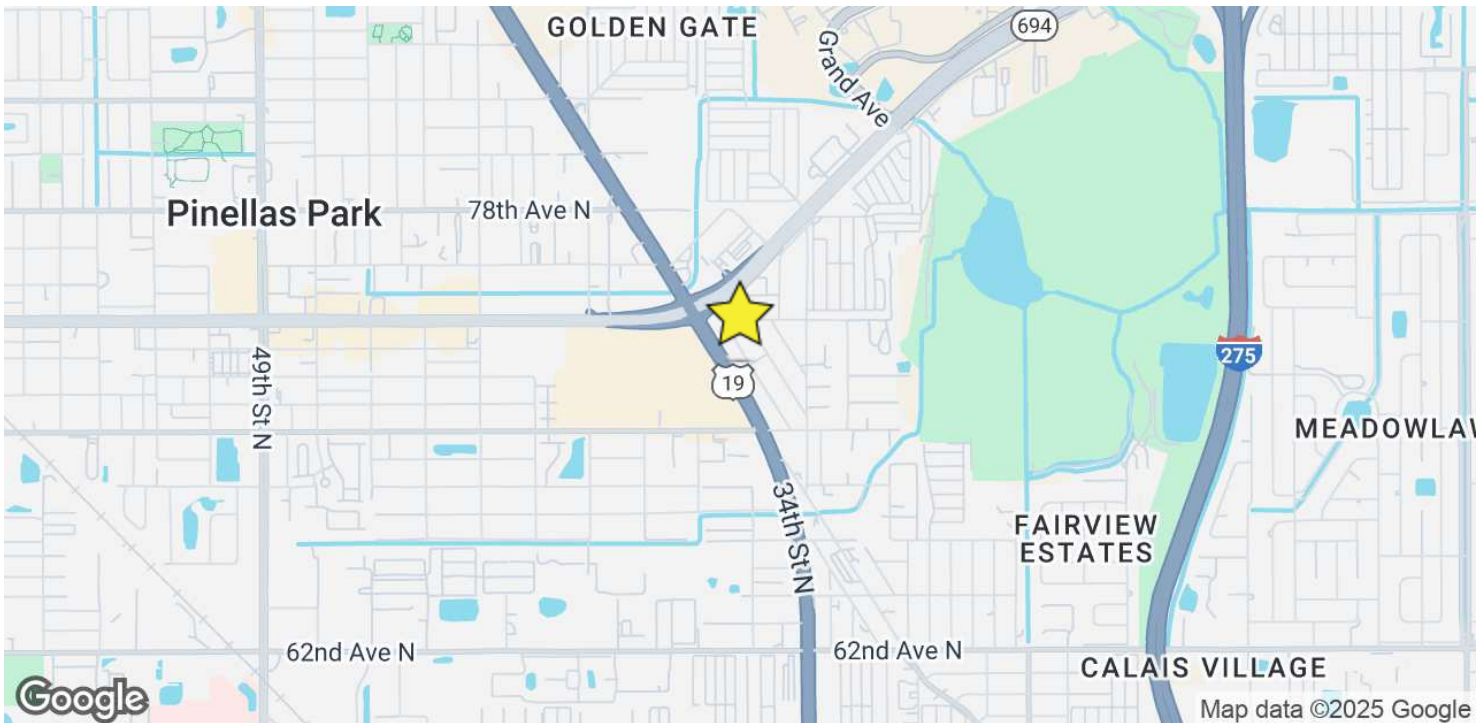 GOLDEN GATE
694
Grand Ave
Pinellas Park
78th Ave N
49th St N
19
275
MEADOWLAW
34th St N
FAIRVIEW
ESTATES
62nd Ave N
62nd Ave N
CALAIS VILLAGE
Google
Map data ©2025 Google